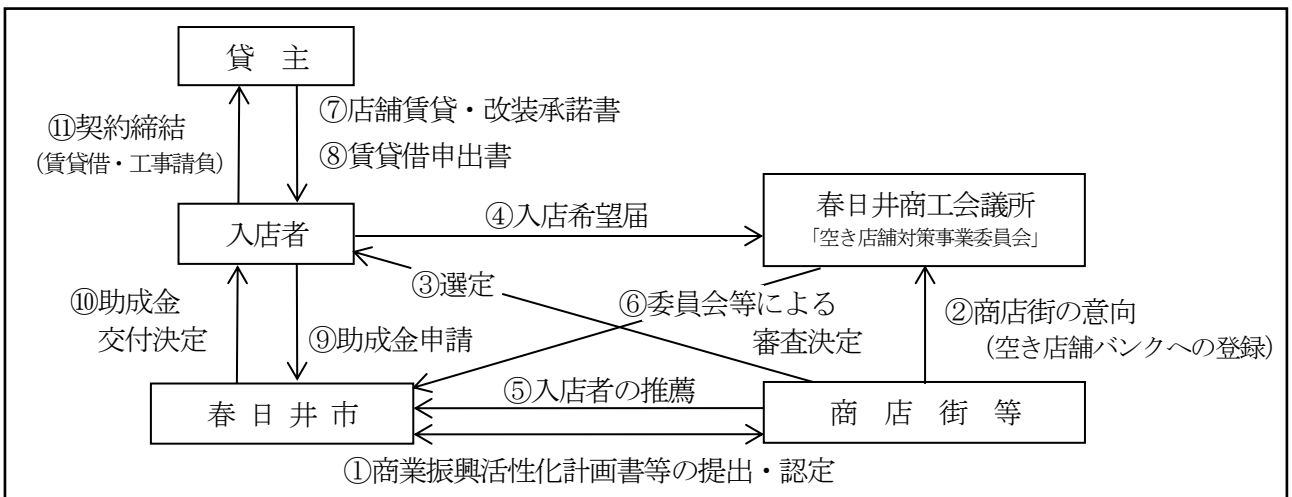 貸 主
⑦店舗賃貸・改装承諾書
⑪契約締結
(賃貸借・工事請負)
⑧賃貸借申出書
入店者
④入店希望届
春日井商工会議所
「空き店舗対策事業委員会」
③選定
⑩助成金
交付決定
⑥委員会等による
審査決定
②商店街の意向
(空き店舗バンクへの登録)
⑨助成金申請
⑤入店者の推薦
春 日 井 市
商 店 街 等
①商業振興活性化計画書等の提出・認定